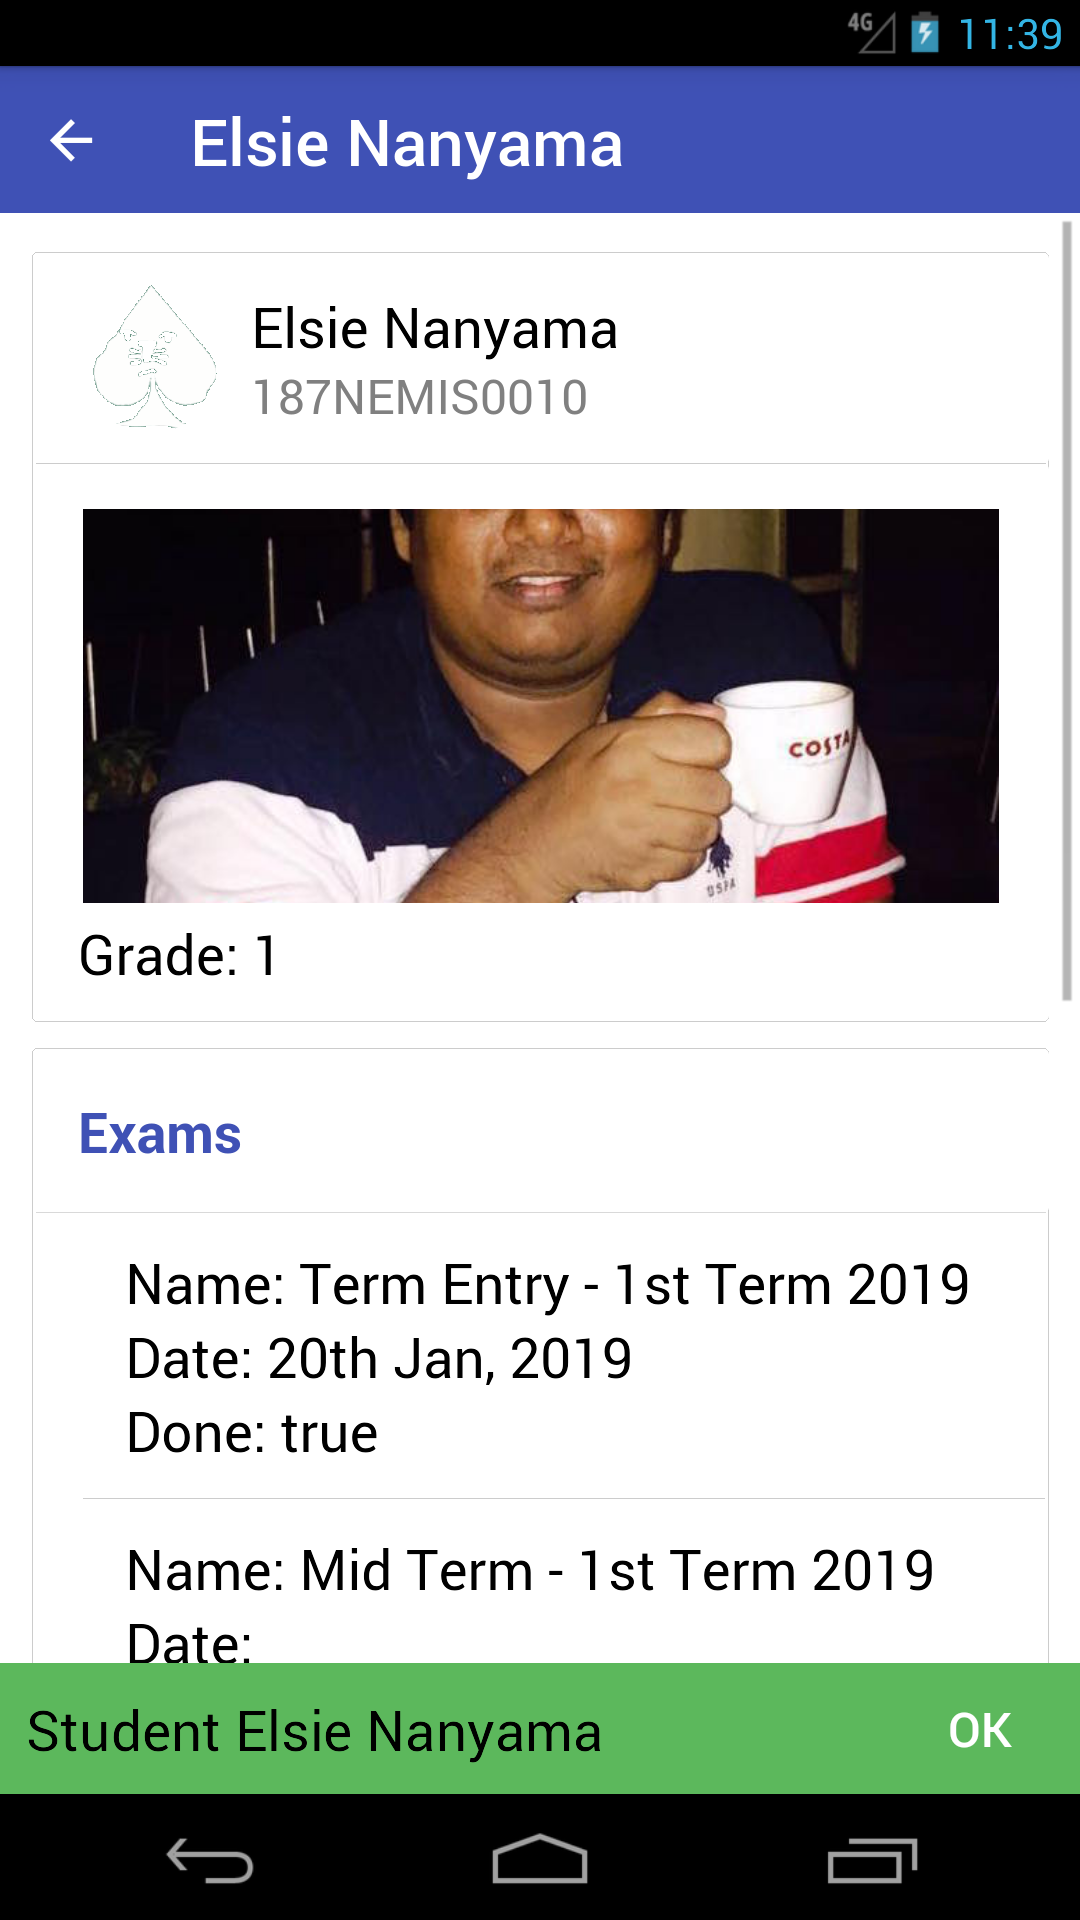 4G 11:39
Elsie Nanyama
Elsie Nanyama
187NEMIS0010
COSTA
USPA
Grade: 1
Exams
Name: Term Entry - 1st Term 2019
Date: 20th Jan, 2019
Done: true
Name: Mid Term - 1st Term 2019
Date:
Student Elsie Nanyama OK